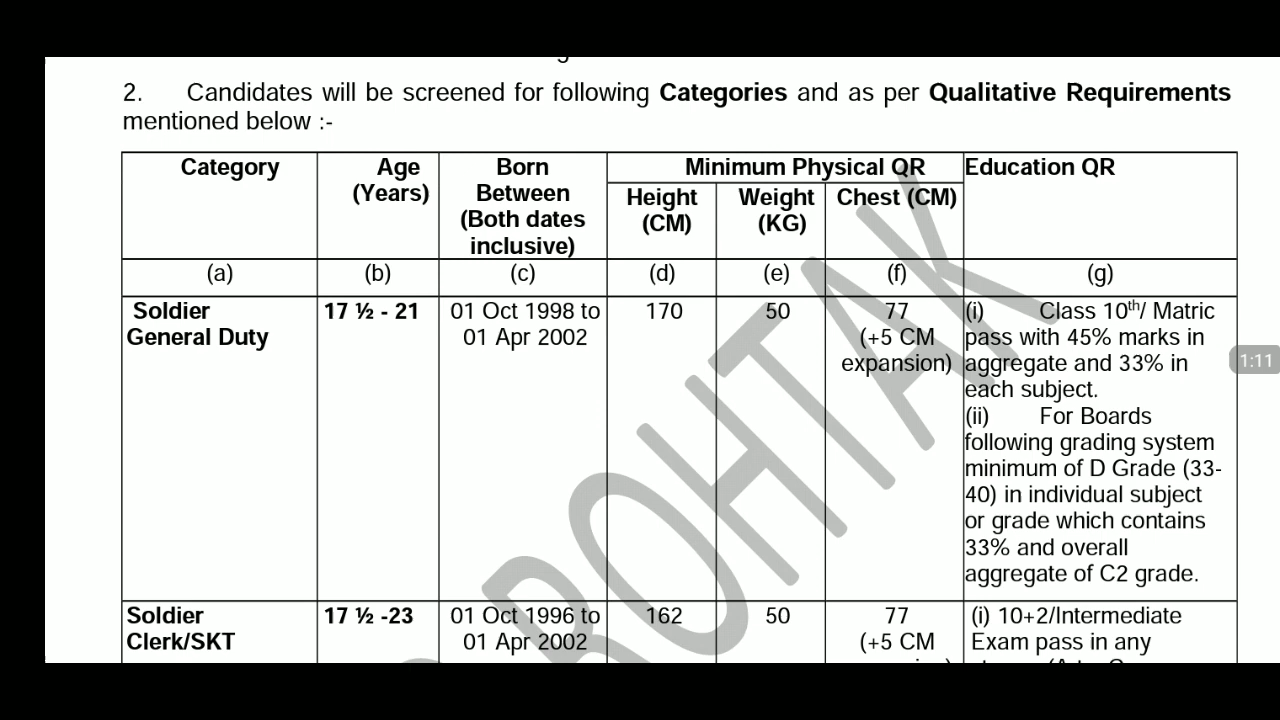 2. Candidates will be screened for following Categories and as per Qualitative Requirements
mentioned below :-
Category
Age
(Years)
Born
Between
(Both dates
inclusive)
Minimum Physical QR
Height
(CM)
Weight
(KG)
Chest (CM)
Education QR
(a)
(b)
(c)
(d)
(e)
(f)
(g)
Soldier
General Duty
17 ½ - 21
01 Oct 1998 to
01 Apr 2002
170
50
77
(+5 CM
expansion)
(i) Class 10th/ Matric
pass with 45% marks in
aggregate and 33% in
each subject.
(ii) For Boards
following grading system
minimum of D Grade (33-
40) in individual subject
or grade which contains
33% and overall
aggregate of C2 grade.
Soldier
Clerk/SKT
17 ½ -23
01 Oct 1996 to
01 Apr 2002
162
50
77
(+5 CM
(i) 10+2/Intermediate
Exam pass in any
ROHTAK
1:11